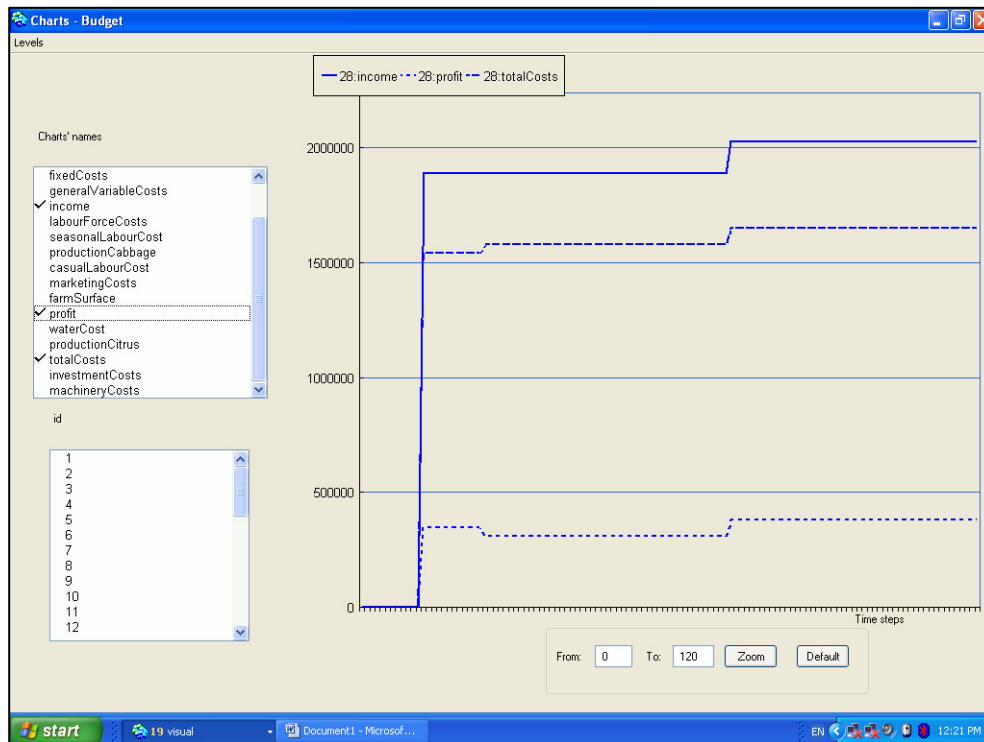 Charts - Budget
Levels
28:income 28:profit 28:totalCosts
Charts' names
fixedCosts
generalVariableCosts
income
labourForceCosts
seasonalLabourCost
productionCabbage
casualLabourCost
marketingCosts
farmSurface
profit
waterCost
productionCitrus
totalCosts
investmentCosts
machineryCosts
id
1
2
3
4
5
6
7
8
9
10
11
12
2000000
1500000
1000000
500000
0
Time steps
From: 0 To: 120 Zoom Default
start 19 visual Document1 - Microsof... EN 12:21 PM